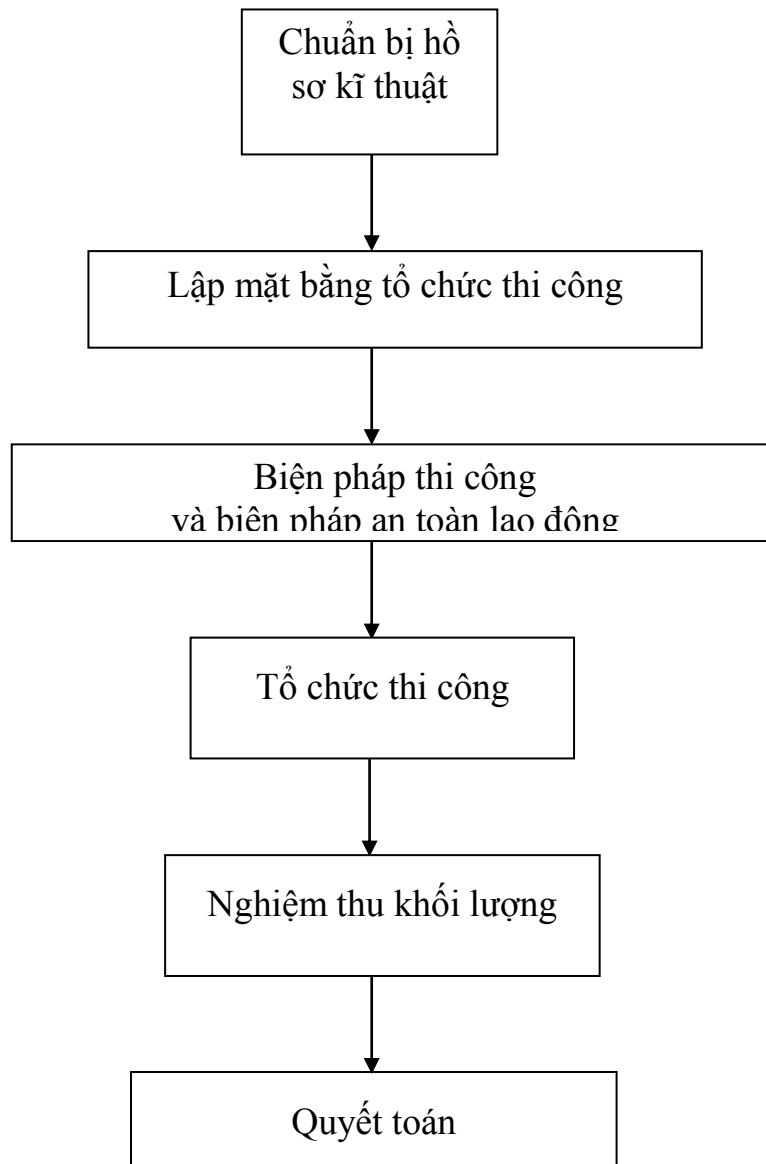 Chuẩn bị hồ
sơ kĩ thuật
Lập mặt bằng tổ chức thi công
Biện pháp thi công
và biện pháp an toàn lao động
Tổ chức thi công
Nghiệm thu khối lượng
Quyết toán